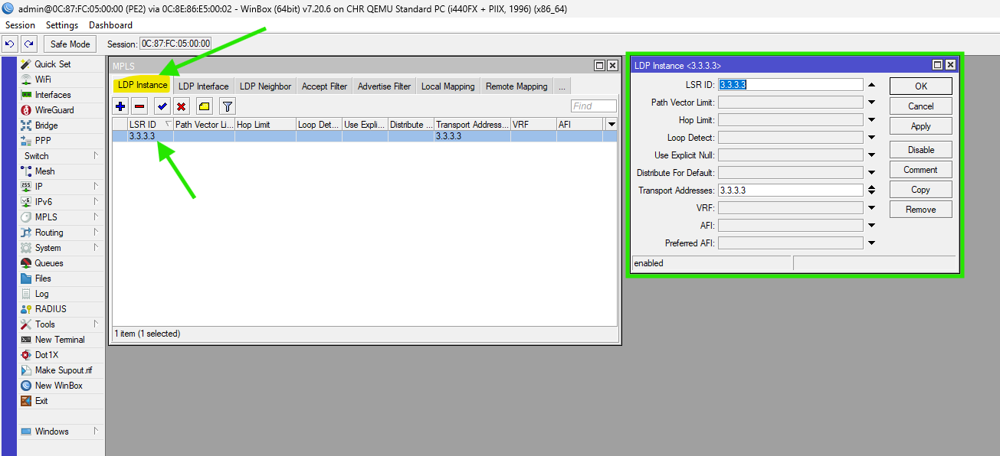 admin@0C:87:FC:05:00:00 (PE2) via 0C:8E:86:E5:00:02 - WinBox (64bit) v7.20.6 on CHR QEMU Standard PC (i440FX + PIIX, 1996) (x86_64)
Session Settings Dashboard
Safe Mode Session: 0C:87:FC:05:00:00
Quick Set
WiFi
Interfaces
WireGuard
Bridge
PPP
Switch
Mesh
IP
IPv6
MPLS
Routing
System
Queues
Files
Log
RADIUS
Tools
New Terminal
Dot1X
Make Supout.rif
New WinBox
Exit
Windows
MPLS
LDP Instance LDP Interface LDP Neighbor Accept Filter Advertise Filter Local Mapping Remote Mapping ...
Find
LSR ID Path Vector Li... Hop Limit Loop Det... Use Expli... Distribute ... Transport Address... VRF AFI
3.3.3.3 3.3.3.3
1 item (1 selected)
LDP Instance <3.3.3.3>
LSR ID: 3.3.3.3
Path Vector Limit:
Hop Limit:
Loop Detect:
Use Explicit Null:
Distribute For Default:
Transport Addresses: 3.3.3.3
VRF:
AFI:
Preferred AFI:
OK
Cancel
Apply
Disable
Comment
Copy
Remove
enabled